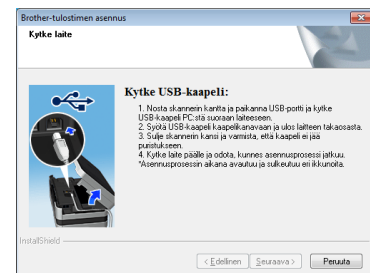 Brother-tulostimen asennus
Kytke laite
Kytke USB-kaapeli:
1. Nosta skannerin kantta ja paikanna USB-portti ja kytke
USB-kaapeli PC:stä suoraan laitteeseen.
2. Syötä USB-kaapeli kaapelikanavaan ja ulos laitteen takaosasta.
3. Sulje skannerin kansi ja varmista, että kaapeli ei jää
puristukseen.
4. Kytke laite päälle ja odota, kunnes asennusprosessi jatkuu.
*Asennusprosessin aikana avautuu ja sulkeutuu eri ikkunoita.
InstallShield
< Edellinen
Seuraava >
Peruuta